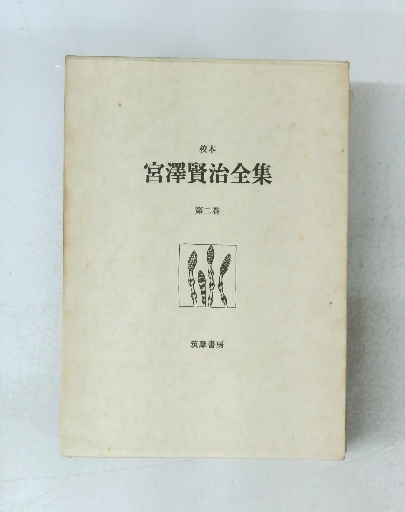 校本
宮澤賢治全集
第二巻
筑摩書房